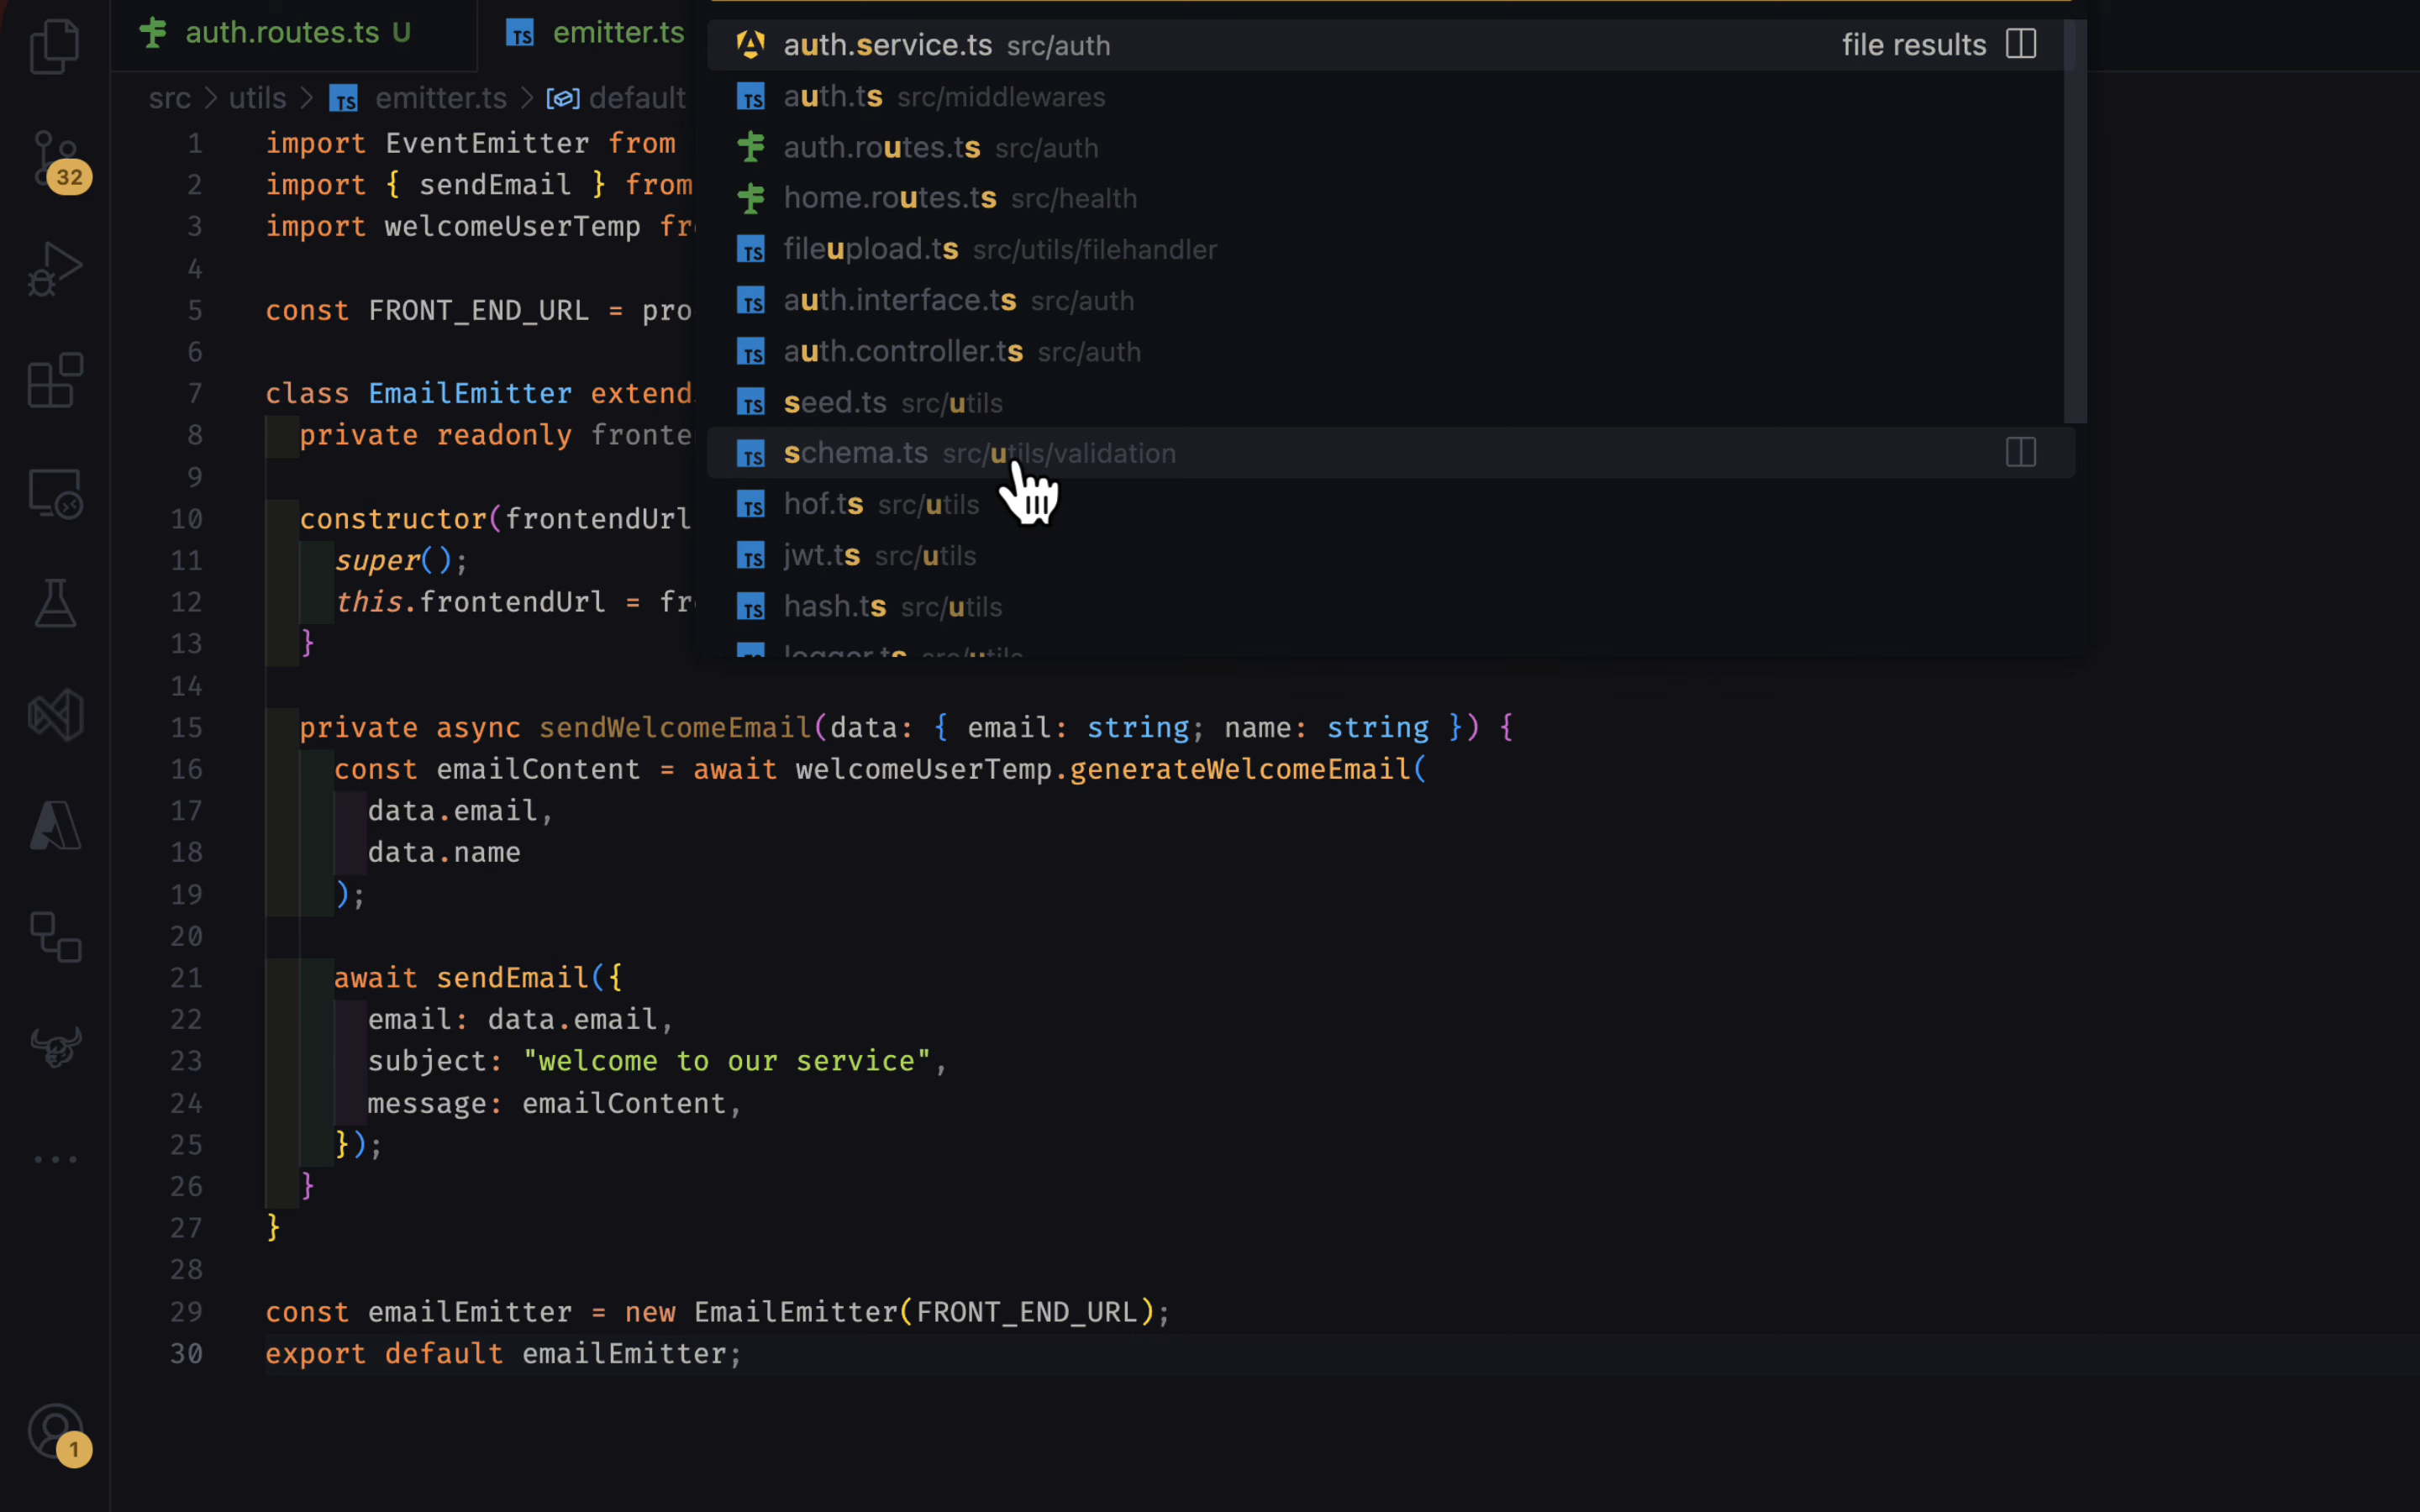 auth.routes.ts U
emitter.ts
src > utils > TS emitter.ts > default
auth.service.ts src/auth file results
auth.ts src/middlewares
auth.routes.ts src/auth
home.routes.ts src/health
fileupload.ts src/utils/filehandler
auth.interface.ts src/auth
auth.controller.ts src/auth
seed.ts src/utils
schema.ts src/utils/validation
hof.ts src/utils
jwt.ts src/utils
hash.ts src/utils
logger.ts src/utils
32
1 import EventEmitter from
2 import { sendEmail } from
3 import welcomeUserTemp fr
4
5 const FRONT_END_URL = pro
6
7 class EmailEmitter extend
8 private readonly fronte
9
10 constructor(frontendUrl
11 super();
12 this.frontendUrl = fr
13 }
14
15 private async sendWelcomeEmail(data: { email: string; name: string }) {
16 const emailContent = await welcomeUserTemp.generateWelcomeEmail(
17 data.email,
18 data.name
19 );
20
21 await sendEmail({
22 email: data.email,
23 subject: "welcome to our service",
24 message: emailContent,
25 });
26 }
27 }
28
29 const emailEmitter = new EmailEmitter(FRONT_END_URL);
30 export default emailEmitter;
1